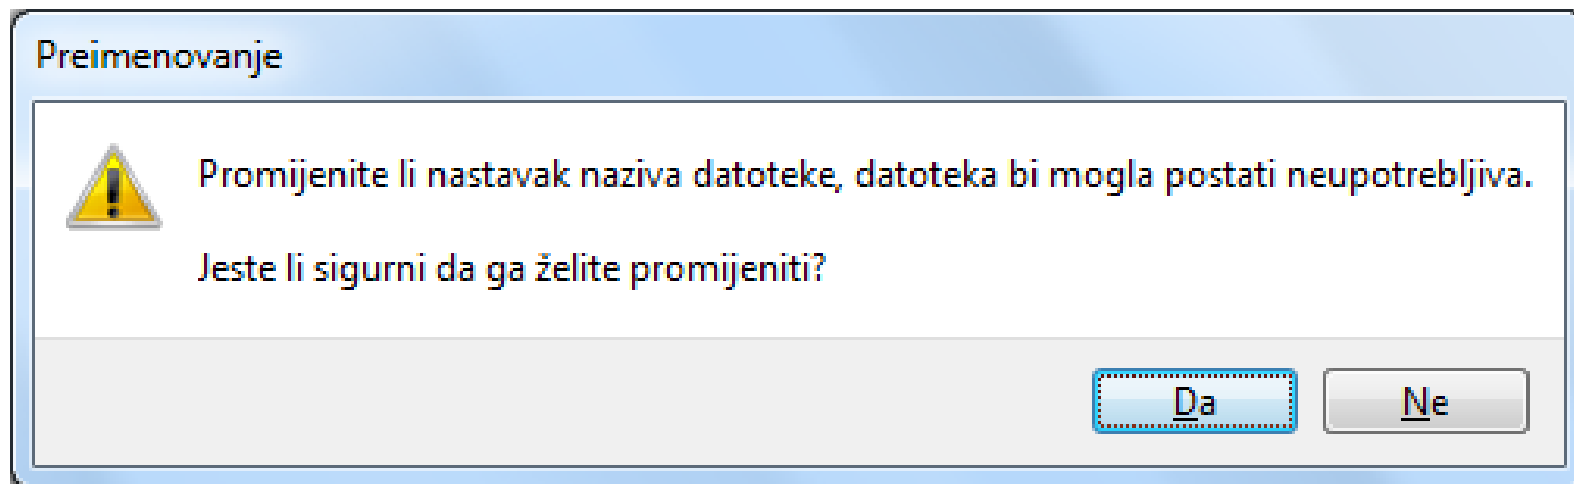 Preimenovanje
Promijenite li nastavak naziva datoteke, datoteka bi mogla postati neupotrebljiva.
Jeste li sigurni da ga želite promijeniti?
Da Ne